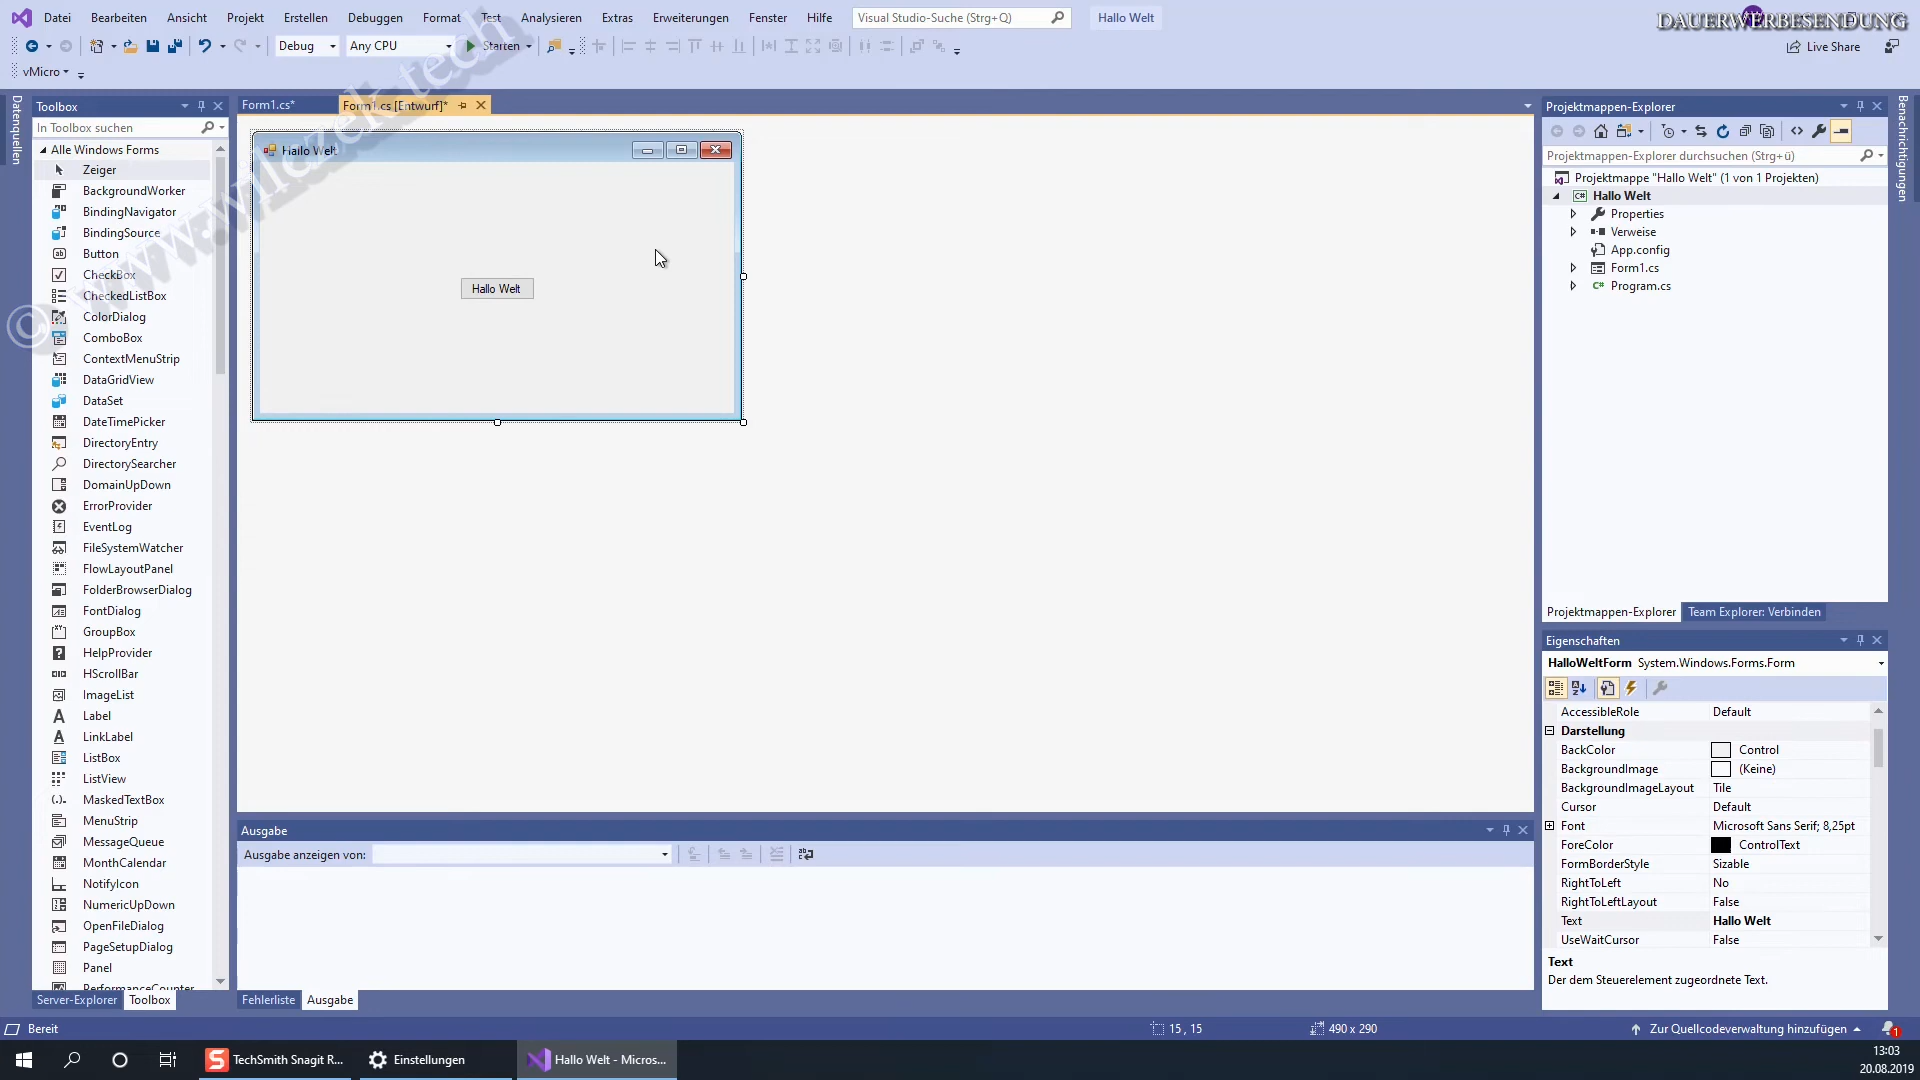 Datei Bearbeiten Ansicht Projekt Erstellen Debuggen Format Test Analysieren Extras Erweiterungen Fenster Hilfe Visual Studio-Suche (Strg+Q) Hallo Welt
DAUERWERBESENDUNG
Debug Any CPU Starten Live Share
vMicro
© www.wilczek-tech
Datenquellen
Toolbox
In Toolbox suchen
Alle Windows Forms
Zeiger
BackgroundWorker
BindingNavigator
BindingSource
Button
CheckBox
CheckedListBox
ColorDialog
ComboBox
ContextMenuStrip
DataGridView
DataSet
DateTimePicker
DirectoryEntry
DirectorySearcher
DomainUpDown
ErrorProvider
EventLog
FileSystemWatcher
FlowLayoutPanel
FolderBrowserDialog
FontDialog
GroupBox
HelpProvider
HScrollBar
ImageList
Label
LinkLabel
ListBox
ListView
MaskedTextBox
MenuStrip
MessageQueue
MonthCalendar
NotifyIcon
NumericUpDown
OpenFileDialog
PageSetupDialog
Panel
PerformanceCounter
Server-Explorer Toolbox
Form1.cs* Form1.cs [Entwurf]*
Hallo Welt
Hallo Welt
Ausgabe
Ausgabe anzeigen von:
Fehlerliste Ausgabe
Projektmappen-Explorer
Projektmappen-Explorer durchsuchen (Strg+ü)
Projektmappe "Hallo Welt" (1 von 1 Projekten)
Hallo Welt
Properties
Verweise
App.config
Form1.cs
Program.cs
Projektmappen-Explorer Team Explorer: Verbinden
Benachrichtigungen
Eigenschaften
HalloWeltForm System.Windows.Forms.Form
AccessibleRole Default
Darstellung
BackColor Control
BackgroundImage (Keine)
BackgroundImageLayout Tile
Cursor Default
Font Microsoft Sans Serif; 8,25pt
ForeColor ControlText
FormBorderStyle Sizable
RightToLeft No
RightToLeftLayout False
Text Hallo Welt
UseWaitCursor False
Text
Der dem Steuerelement zugeordnete Text.
Bereit 15 , 15 490 x 290 Zur Quellcodeverwaltung hinzufügen 1
TechSmith Snagit R... Einstellungen Hallo Welt - Micros...
13:03
20.08.2019